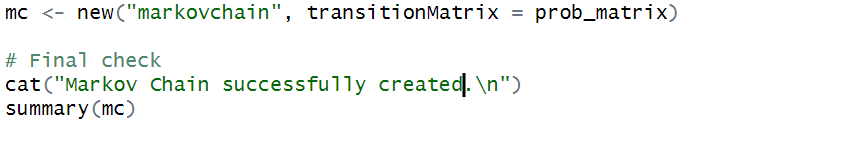 mc <- new("markovchain", transitionMatrix = prob_matrix)
# Final check
cat("Markov Chain successfully created.\n")
summary(mc)